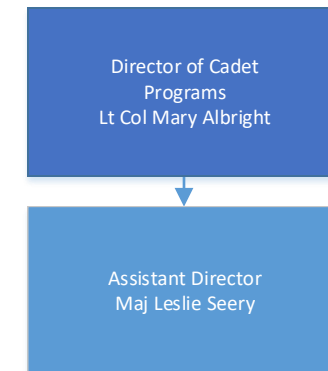 Director of Cadet
Programs
Lt Col Mary Albright
Assistant Director
Maj Leslie Seery